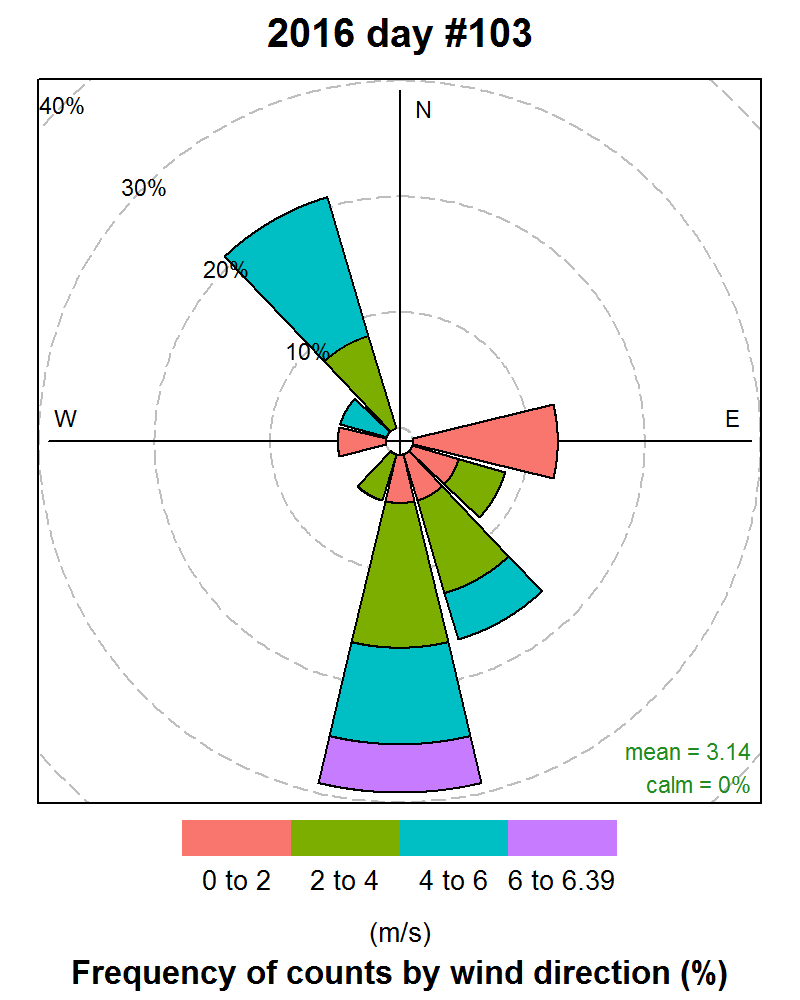 2016 day #103
40%
N
30%
20%
10%
W
E
mean = 3.14
calm = 0%
0 to 2 2 to 4 4 to 6 6 to 6.39
(m/s)
Frequency of counts by wind direction (%)